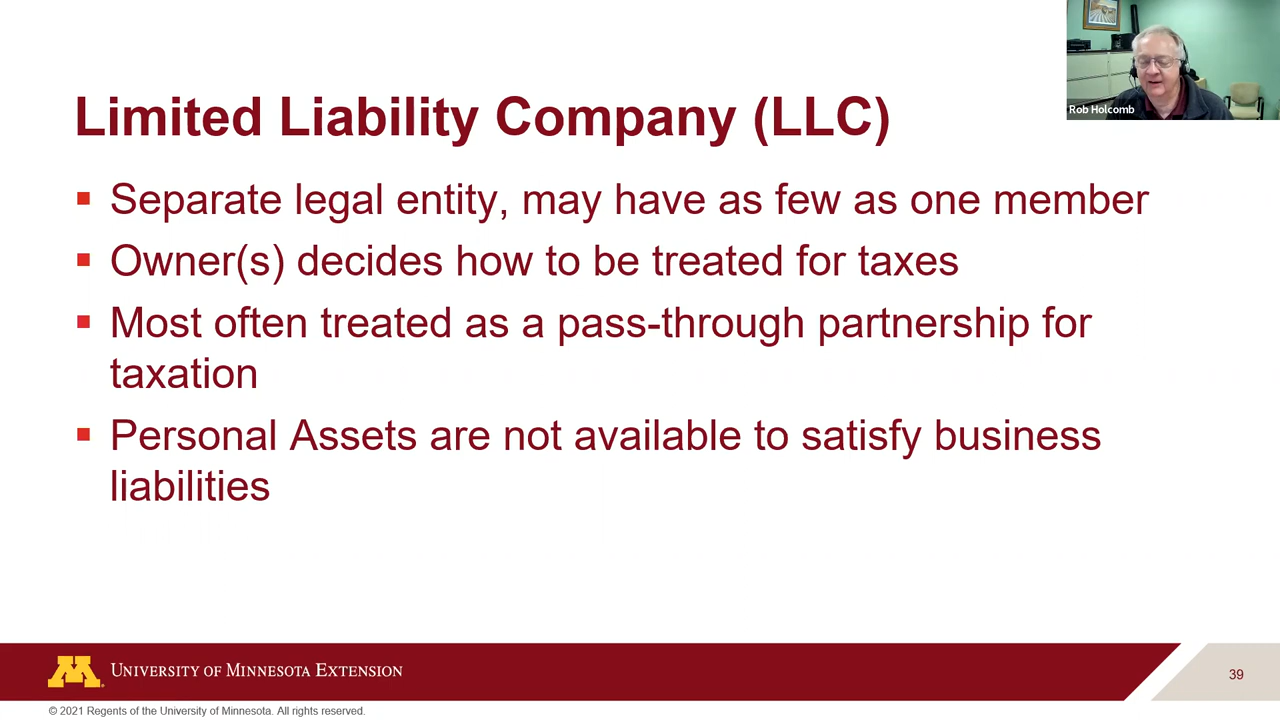 Rob Holcomb
Limited Liability Company (LLC)
▪ Separate legal entity, may have as few as one member
▪ Owner(s) decides how to be treated for taxes
▪ Most often treated as a pass-through partnership for
taxation
▪ Personal Assets are not available to satisfy business
liabilities
M
UNIVERSITY OF MINNESOTA EXTENSION
39
© 2021 Regents of the University of Minnesota. All rights reserved.